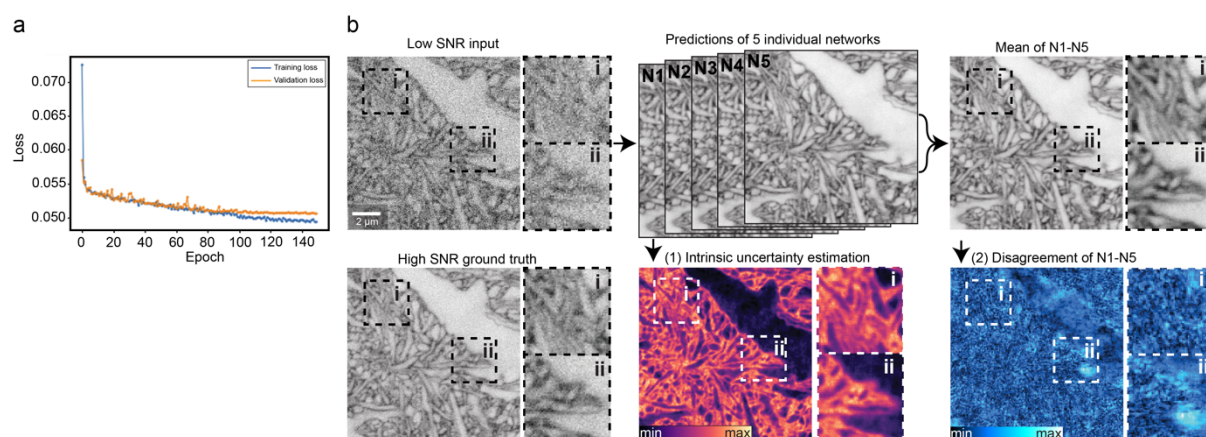 a
Training loss
Validation loss
0.070
0.065
0.060
0.055
0.050
Loss
0 20 40 60 80 100 120 140
Epoch
b
Low SNR input
i
ii
2 µm
i
ii
Predictions of 5 individual networks
N1 N2 N3 N4 N5
Mean of N1-N5
i
ii
i
ii
High SNR ground truth
i
ii
i
ii
(1) Intrinsic uncertainty estimation
i
ii
min max
i
ii
(2) Disagreement of N1-N5
i
ii
min max
i
ii